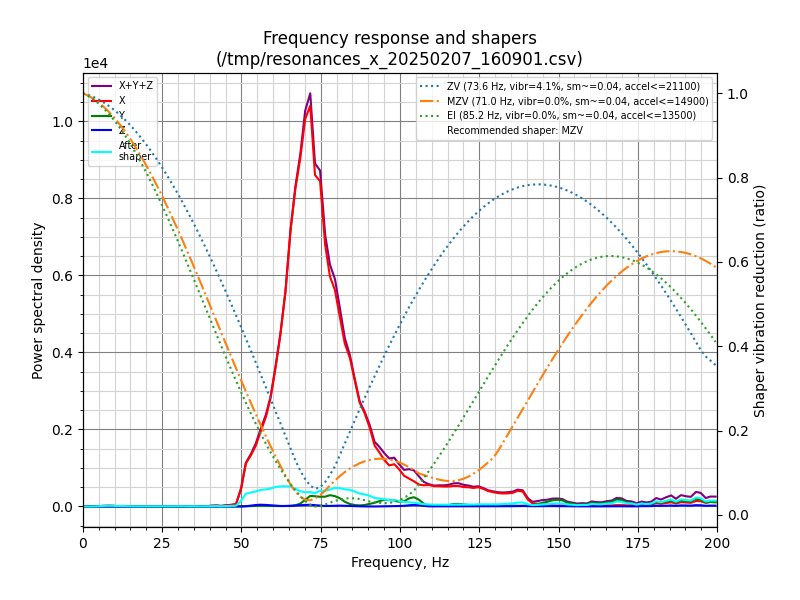 Frequency response and shapers
(/tmp/resonances_x_20250207_160901.csv)
1e4
X+Y+Z
X
Y
Z
After
shaper
ZV (73.6 Hz, vibr=4.1%, sm~=0.04, accel<=21100)
MZV (71.0 Hz, vibr=0.0%, sm~=0.04, accel<=14900)
EI (85.2 Hz, vibr=0.0%, sm~=0.04, accel<=13500)
Recommended shaper: MZV
1.0
0.8
0.6
0.4
0.2
0.0
Power spectral density
1.0
0.8
0.6
0.4
0.2
0.0
Shaper vibration reduction (ratio)
0 25 50 75 100 125 150 175 200
Frequency, Hz